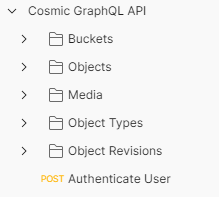 Cosmic GraphQL API
Buckets
Objects
Media
Object Types
Object Revisions
POST Authenticate User